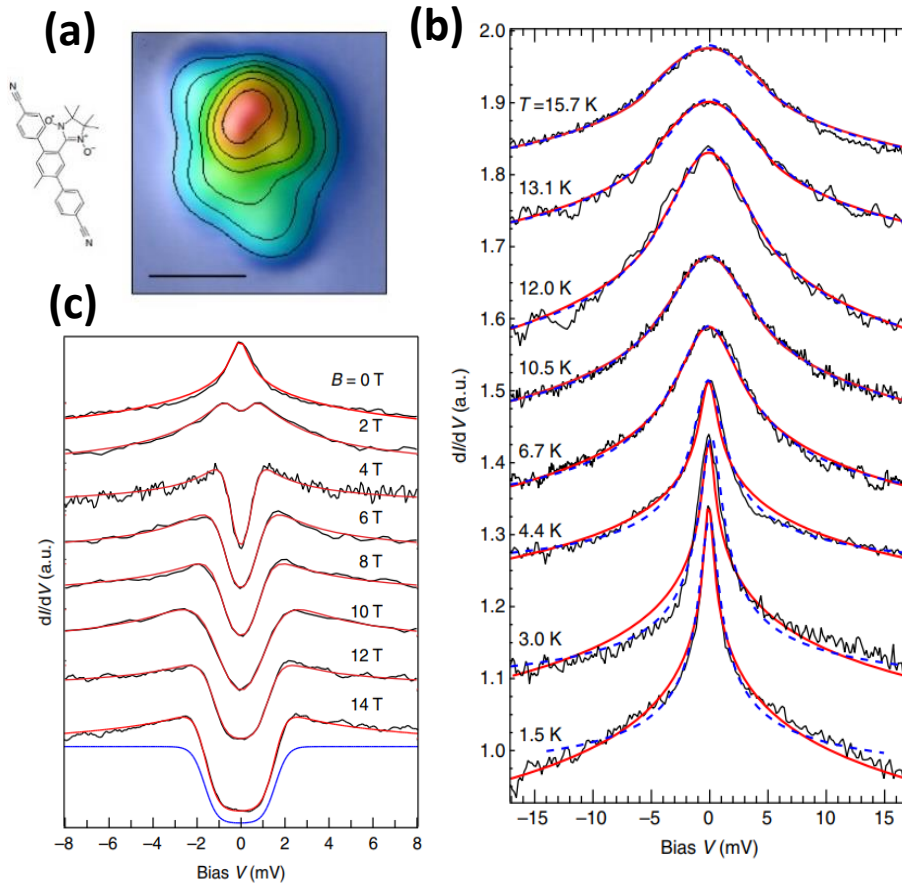 (a)
N
O•
N
N+
O-
N
(b)
dI/dV (a.u.)
2.0
1.9
1.8
1.7
1.6
1.5
1.4
1.3
1.2
1.1
1.0
T=15.7 K
13.1 K
12.0 K
10.5 K
6.7 K
4.4 K
3.0 K
1.5 K
−15 −10 −5 0 5 10 15
Bias V (mV)
(c)
dI/dV (a.u.)
B = 0 T
2 T
4 T
6 T
8 T
10 T
12 T
14 T
−8 −6 −4 −2 0 2 4 6 8
Bias V (mV)